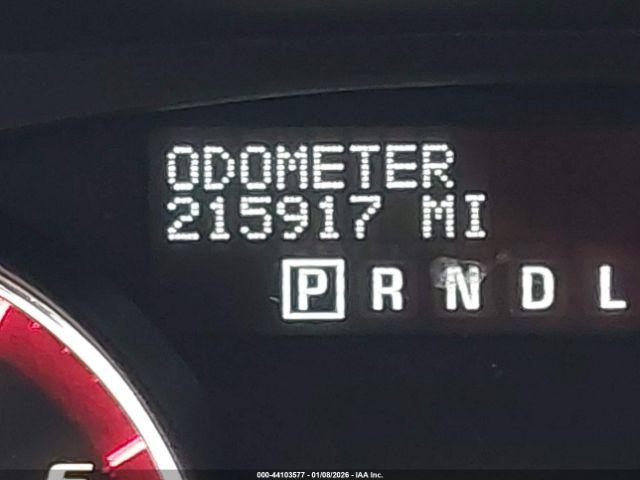 ODOMETER
215917 MI
P R N D L
000-44103577 - 01/08/2026 - IAA Inc.